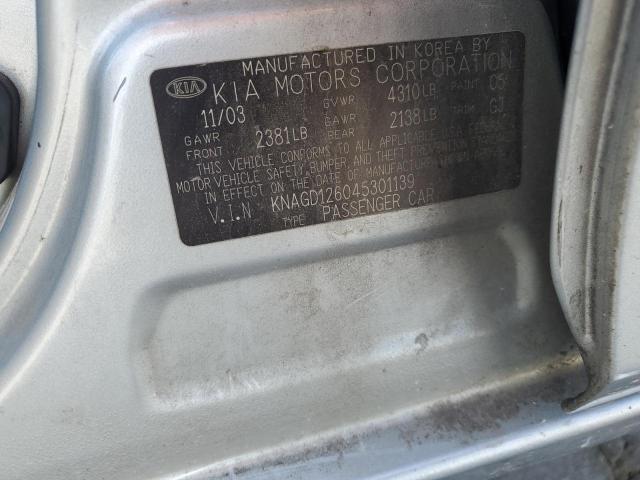 MANUFACTURED IN KOREA BY
KIA KIA MOTORS CORPORATION
11/03 GVWR 4310LB PAINT C5
GAWR FRONT 2381LB GAWR REAR 2138LB TRIM
THIS VEHICLE CONFORMS TO ALL APPLICABLE U.S.A. FEDERAL
MOTOR VEHICLE SAFETY, BUMPER, AND THEFT PREVENTION STANDARDS
IN EFFECT ON THE DATE OF MANUFACTURE SHOWN ABOVE
V.I.N KNAGD126045301139
TYPE PASSENGER CAR